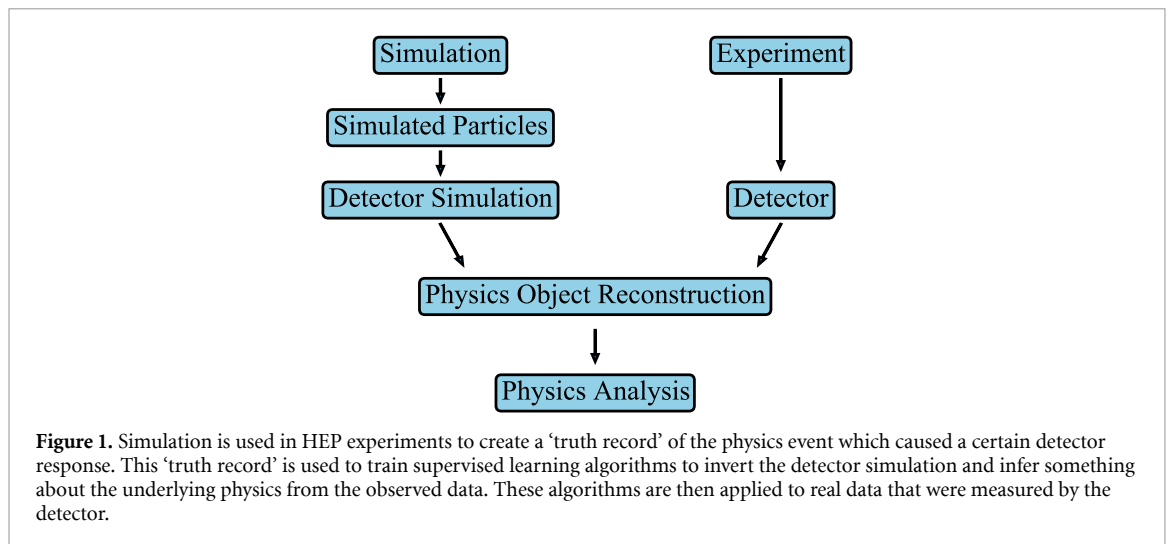 Simulation
Experiment
Simulated Particles
Detector Simulation
Detector
Physics Object Reconstruction
Physics Analysis
Figure 1. Simulation is used in HEP experiments to create a ‘truth record’ of the physics event which caused a certain detector
response. This ‘truth record’ is used to train supervised learning algorithms to invert the detector simulation and infer something
about the underlying physics from the observed data. These algorithms are then applied to real data that were measured by the
detector.